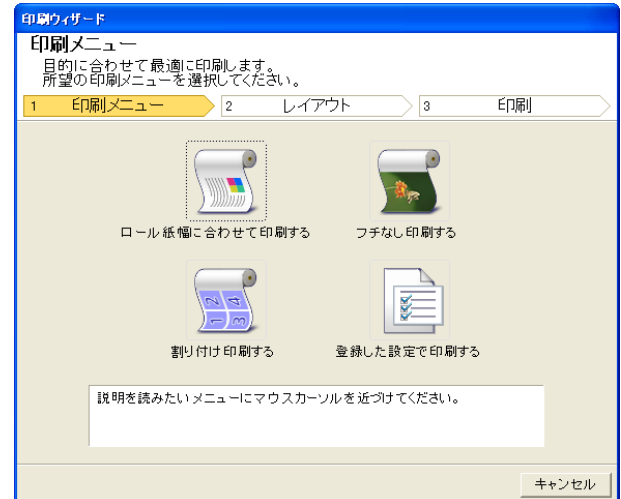 印刷ウィザード
印刷メニュー
目的に合わせて最適に印刷します。
所望の印刷メニューを選択してください。
1 印刷メニュー 2 レイアウト 3 印刷
ロール紙幅に合わせて印刷する フチなし印刷する
1 2 3 4
割り付け印刷する 登録した設定で印刷する
説明を読みたいメニューにマウスカーソルを近づけてください。
キャンセル